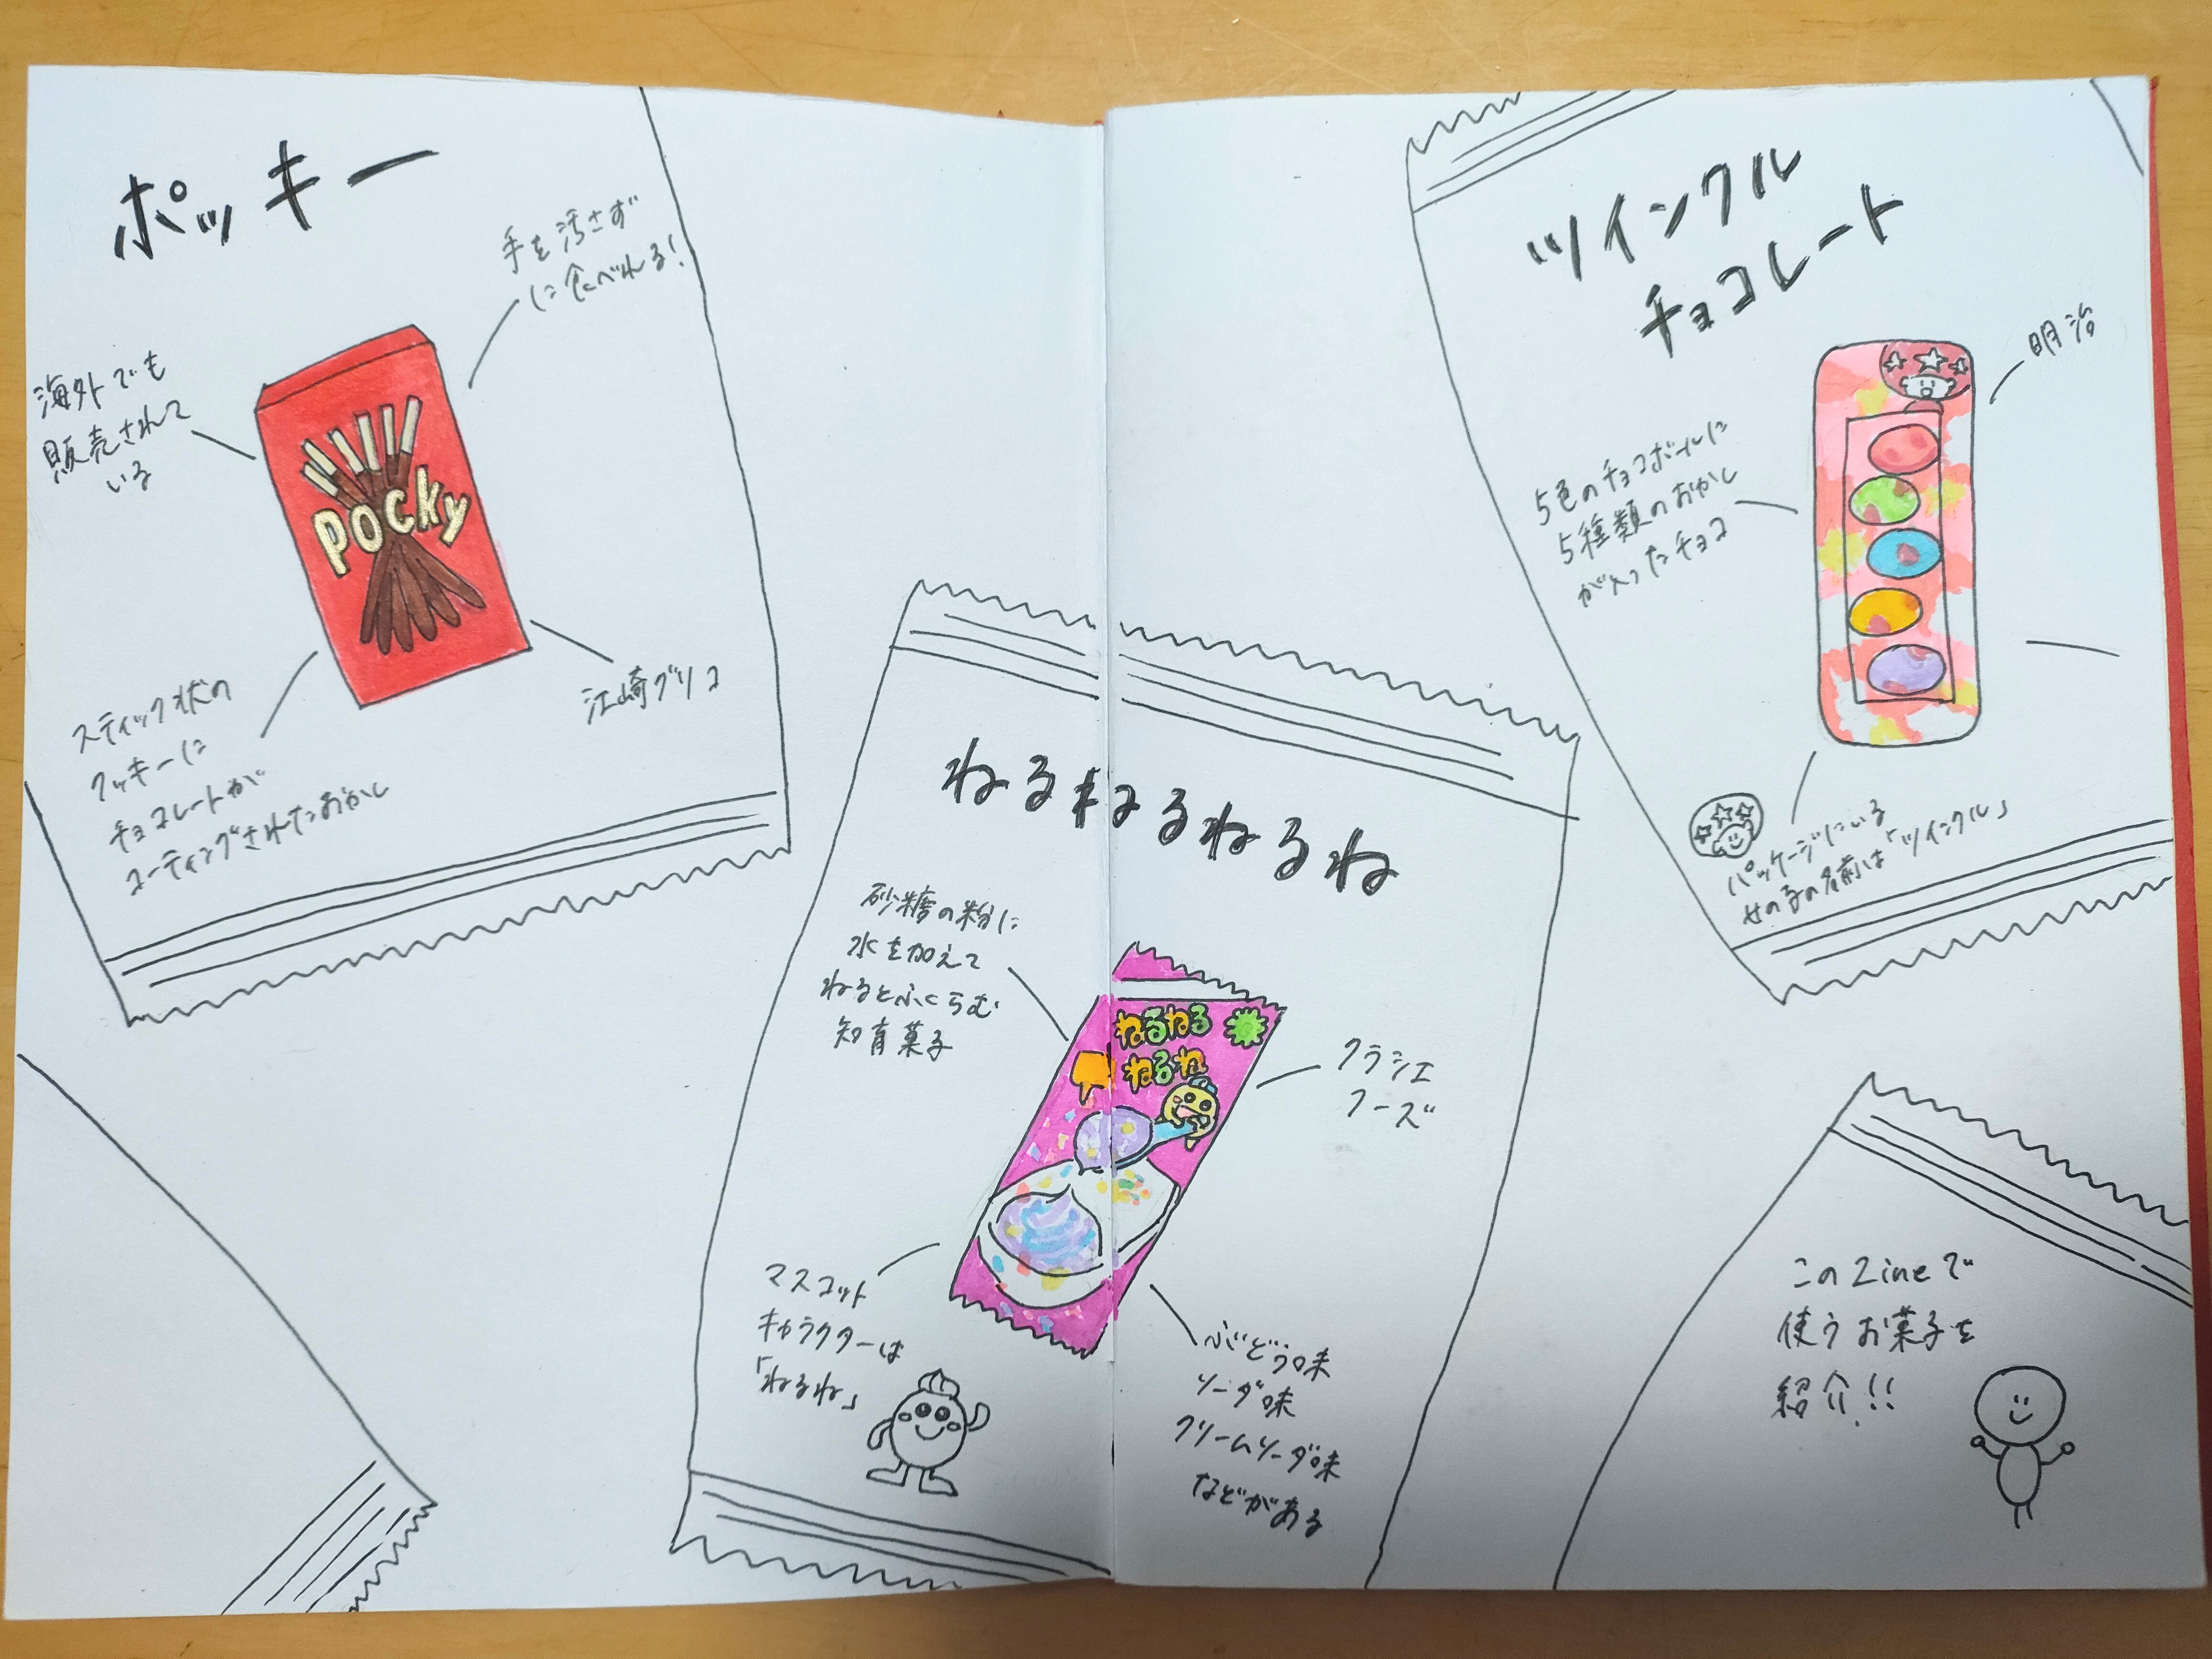 ポッキー
手を汚さず
に食べれる!
海外でも
販売されて
いる
Pocky
江崎グリコ
スティック状の
クッキーに
チョコレートが
コーティングされたおかし
ねるねるねるね
砂糖の粉に
水を加えて
ねるとふくらむ
知育菓子
ねるねる
ねるね
クラシエ
フーズ
マスコット
キャラクターは
「ねるね」
ぶどう味
ソーダ味
クリームソーダ味
などがある
ツインクル
チョコレート
明治
5色のチョコボールに
5種類のおかし
が入ったチョコ
パッケージにいる
女の子の名前は「ツインクル」
このZineで
使うお菓子を
紹介!!